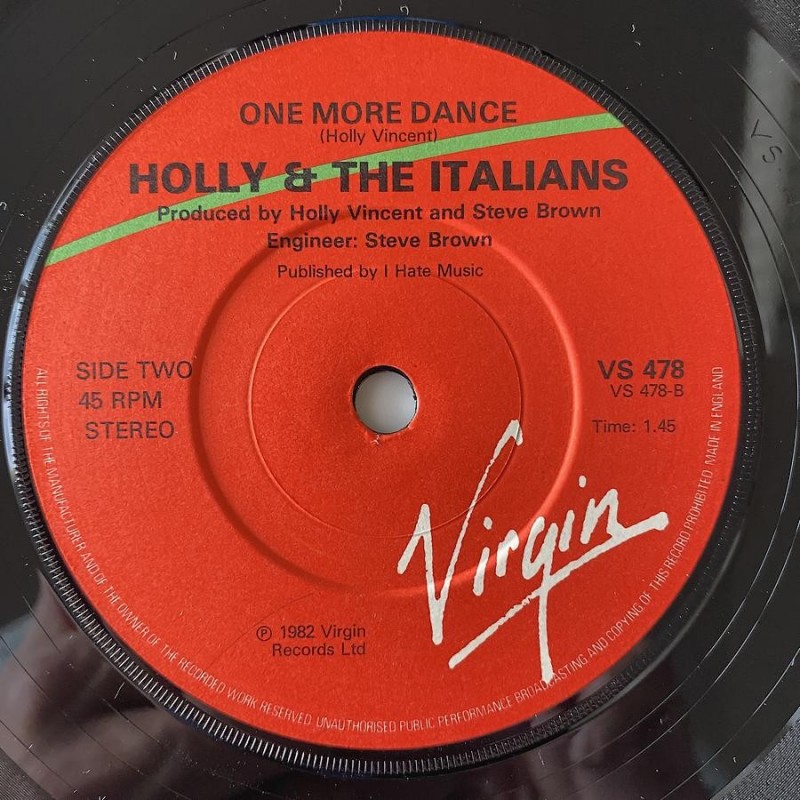 ONE MORE DANCE
(Holly Vincent)
HOLLY & THE ITALIANS
Produced by Holly Vincent and Steve Brown
Engineer: Steve Brown
Published by I Hate Music
SIDE TWO
45 RPM
STEREO
VS 478
VS 478-B
Time: 1.45
Virgin
℗ 1982 Virgin
Records Ltd
ALL RIGHTS OF THE MANUFACTURER AND OF THE OWNER OF THE RECORDED WORK RESERVED. UNAUTHORISED PUBLIC PERFORMANCE BROADCASTING AND COPYING OF THIS RECORD PROHIBITED. MADE IN ENGLAND
VS